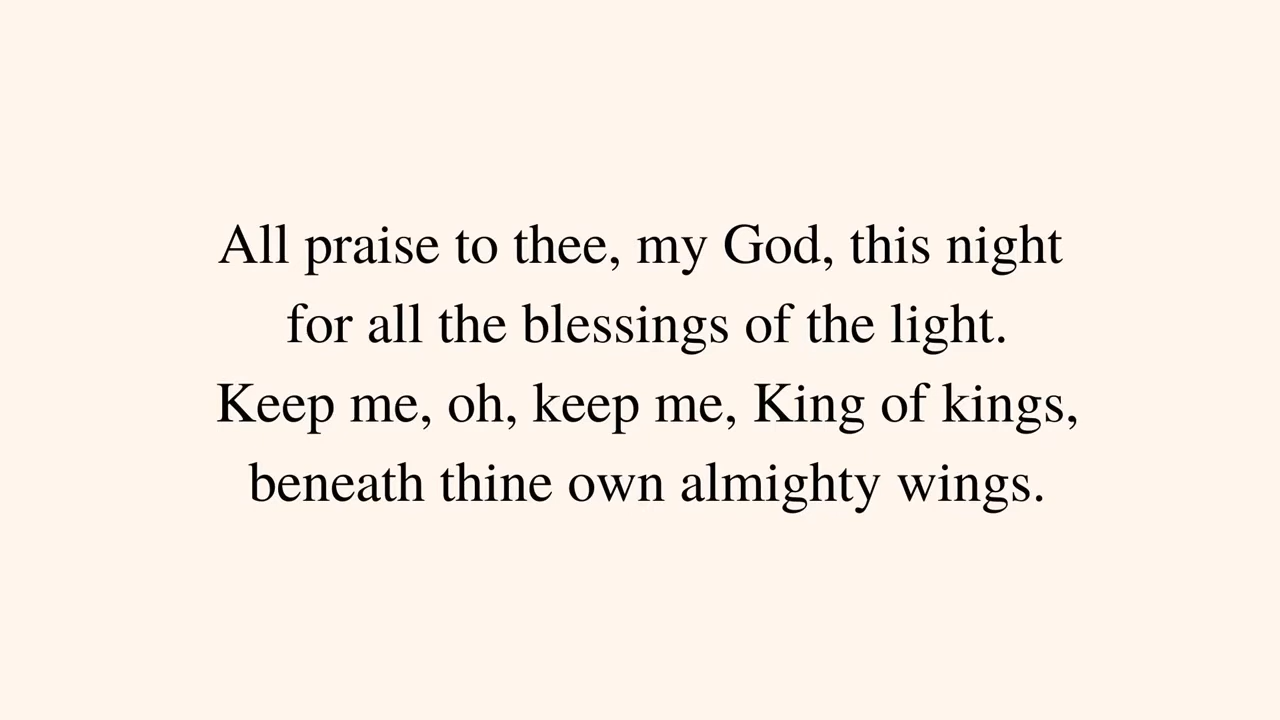 All praise to thee, my God, this night
for all the blessings of the light.
Keep me, oh, keep me, King of kings,
beneath thine own almighty wings.